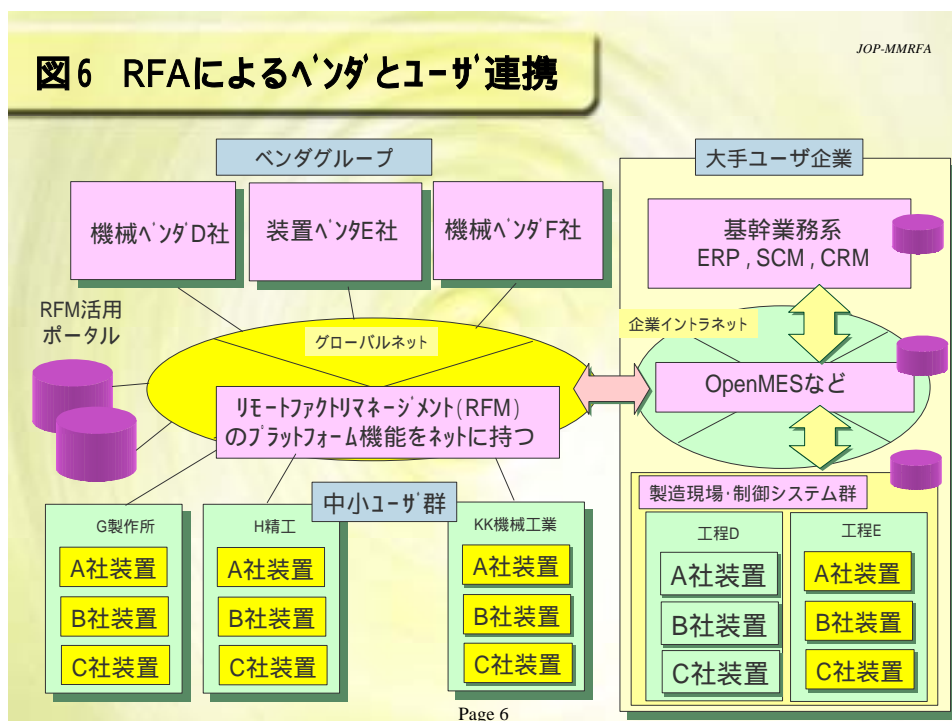 JOP-MMRFA
図6 RFAによるﾍﾞﾝﾀﾞとﾕｰｻﾞ連携
ベンダグループ
機械ﾍﾞﾝﾀﾞD社
装置ﾍﾞﾝﾀE社
機械ﾍﾞﾝﾀﾞF社
RFM活用
ポータル
グローバルネット
ﾘﾓｰﾄﾌｧｸﾄﾘﾏﾈｰｼﾞﾒﾝﾄ(RFM)
のﾌﾟﾗｯﾄﾌｫｰﾑ機能をﾈｯﾄに持つ
中小ﾕｰｻﾞ群
G製作所
A社装置
B社装置
C社装置
H精工
A社装置
B社装置
C社装置
KK機械工業
A社装置
B社装置
C社装置
大手ユーザ企業
基幹業務系
ERP , SCM , CRM
企業イントラネット
OpenMESなど
製造現場･制御システム群
工程D
A社装置
B社装置
C社装置
工程E
A社装置
B社装置
C社装置
Page 6